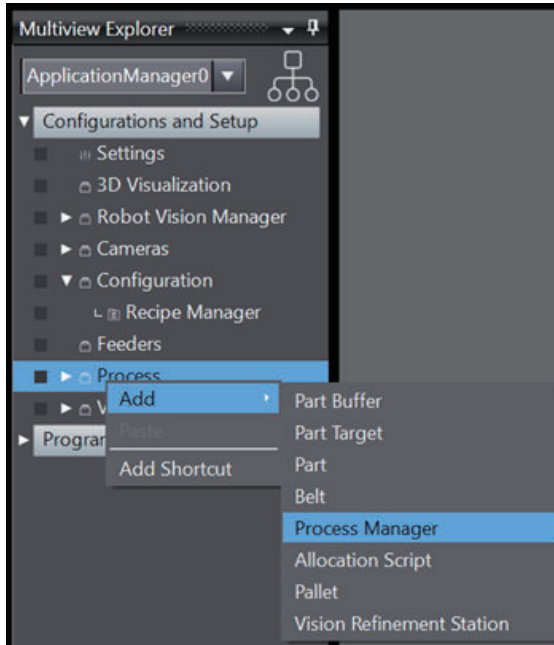 Multiview Explorer
ApplicationManager0
Configurations and Setup
Settings
3D Visualization
Robot Vision Manager
Cameras
Configuration
Recipe Manager
Feeders
Process
V
Prograr
Add
Paste
Add Shortcut
Part Buffer
Part Target
Part
Belt
Process Manager
Allocation Script
Pallet
Vision Refinement Station